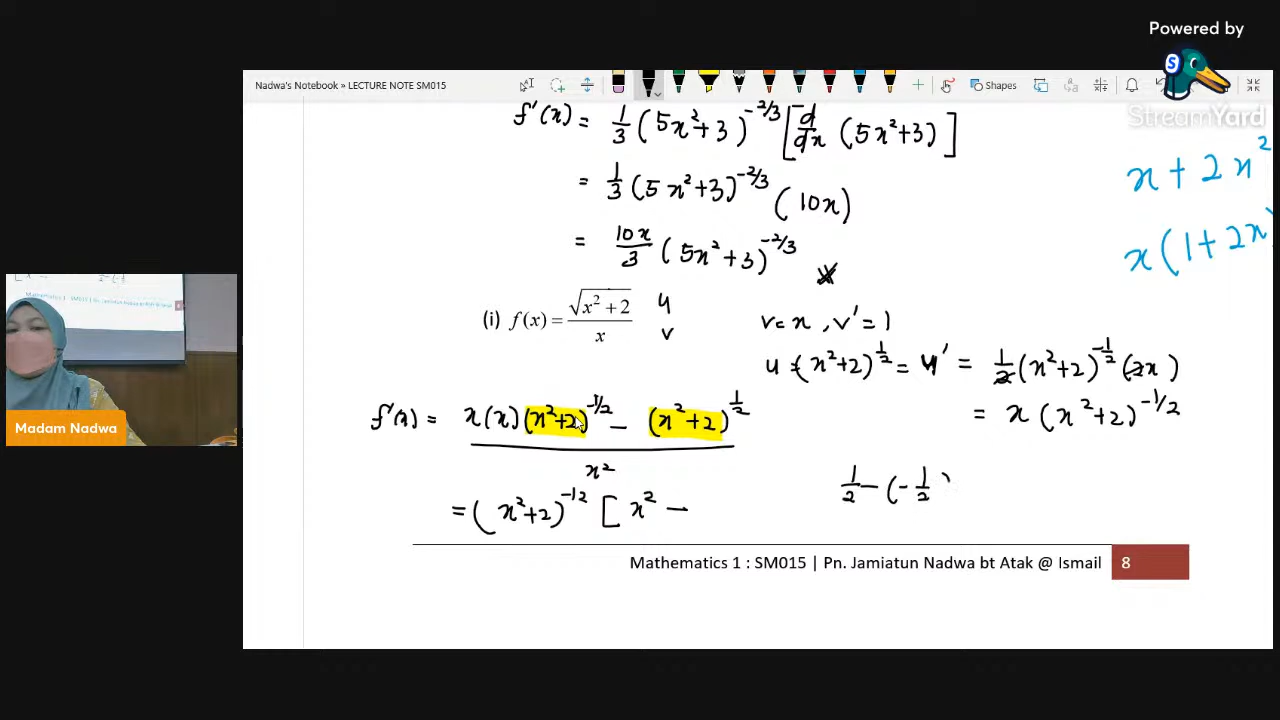 Powered by
StreamYard
Nadwa's Notebook » LECTURE NOTE SM015
Shapes
f'(x) = 1/3 (5x²+3)^-2/3 [d/dx (5x²+3)]
= 1/3 (5x²+3)^-2/3 (10x)
= 10x/3 (5x²+3)^-2/3
x + 2x²
x(1+2x
(i) f(x) = √(x²+2) / x
u
v
v = x, v' = 1
u = (x²+2)^1/2 = u' = 1/2 (x²+2)^-1/2 (2x)
= x(x²+2)^-1/2
f'(x) = x(x)(x²+2)^-1/2 - (x²+2)^1/2 / x²
= (x²+2)^-1/2 [x² -
1/2 - (-1/2)
Mathematics 1 : SM015 | Pn. Jamiatun Nadwa bt Atak @ Ismail 8
Madam Nadwa